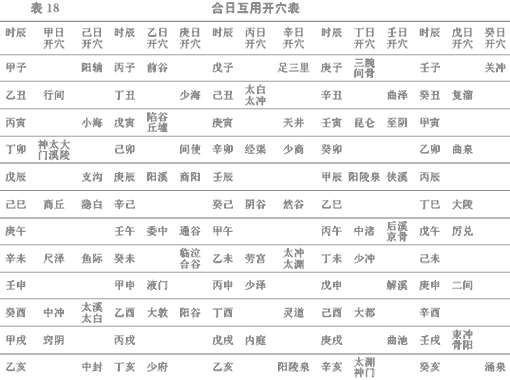 表 18 合日互用开穴表
时辰 甲日开穴 己日开穴 时辰 乙日开穴 庚日开穴 时辰 丙日开穴 辛日开穴 时辰 丁日开穴 壬日开穴 时辰 戊日开穴 癸日开穴
甲子 阳辅 丙子 前谷 戊子 足三里 庚子 三腕间骨 壬子 关冲
乙丑 行间 丁丑 少海 己丑 太白太冲 辛丑 曲泽 癸丑 复溜
丙寅 小海 戊寅 陷谷丘墟 庚寅 天井 壬寅 昆仑 至阴 甲寅
丁卯 神太大门溪陵 己卯 间使 辛卯 经渠 少商 癸卯 乙卯 曲泉
戊辰 支沟 庚辰 阳溪 商阳 壬辰 甲辰 阳陵泉 侠溪 丙辰
己巳 商丘 隐白 辛己 癸己 阴谷 然谷 乙巳 丁巳 大陵
庚午 壬午 委中 通谷 甲午 丙午 中渚 后溪京骨 戊午 厉兑
辛未 尺泽 鱼际 癸未 临泣合谷 乙未 劳宫 太冲太渊 丁未 少冲 己未
壬申 甲申 液门 丙申 少泽 戊申 解溪 庚申 二间
癸酉 中冲 太溪太白 乙酉 大敦 阳谷 丁酉 灵道 己酉 大都 辛酉
甲戌 窍阴 丙戌 戊戌 内庭 庚戌 曲池 壬戌 束冲骨阳
乙亥 中封 丁亥 少府 乙亥 阳陵泉 辛亥 太渊神门 癸亥 涌泉